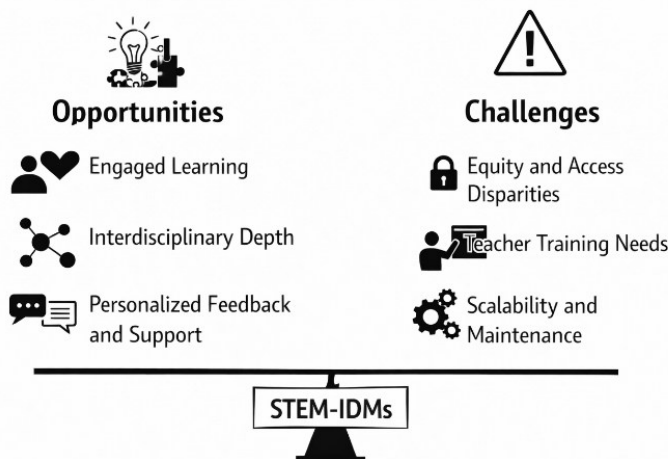 Opportunities
Engaged Learning
Interdisciplinary Depth
Personalized Feedback
and Support
Challenges
Equity and Access
Disparities
Teacher Training Needs
Scalability and
Maintenance
STEM-IDMs